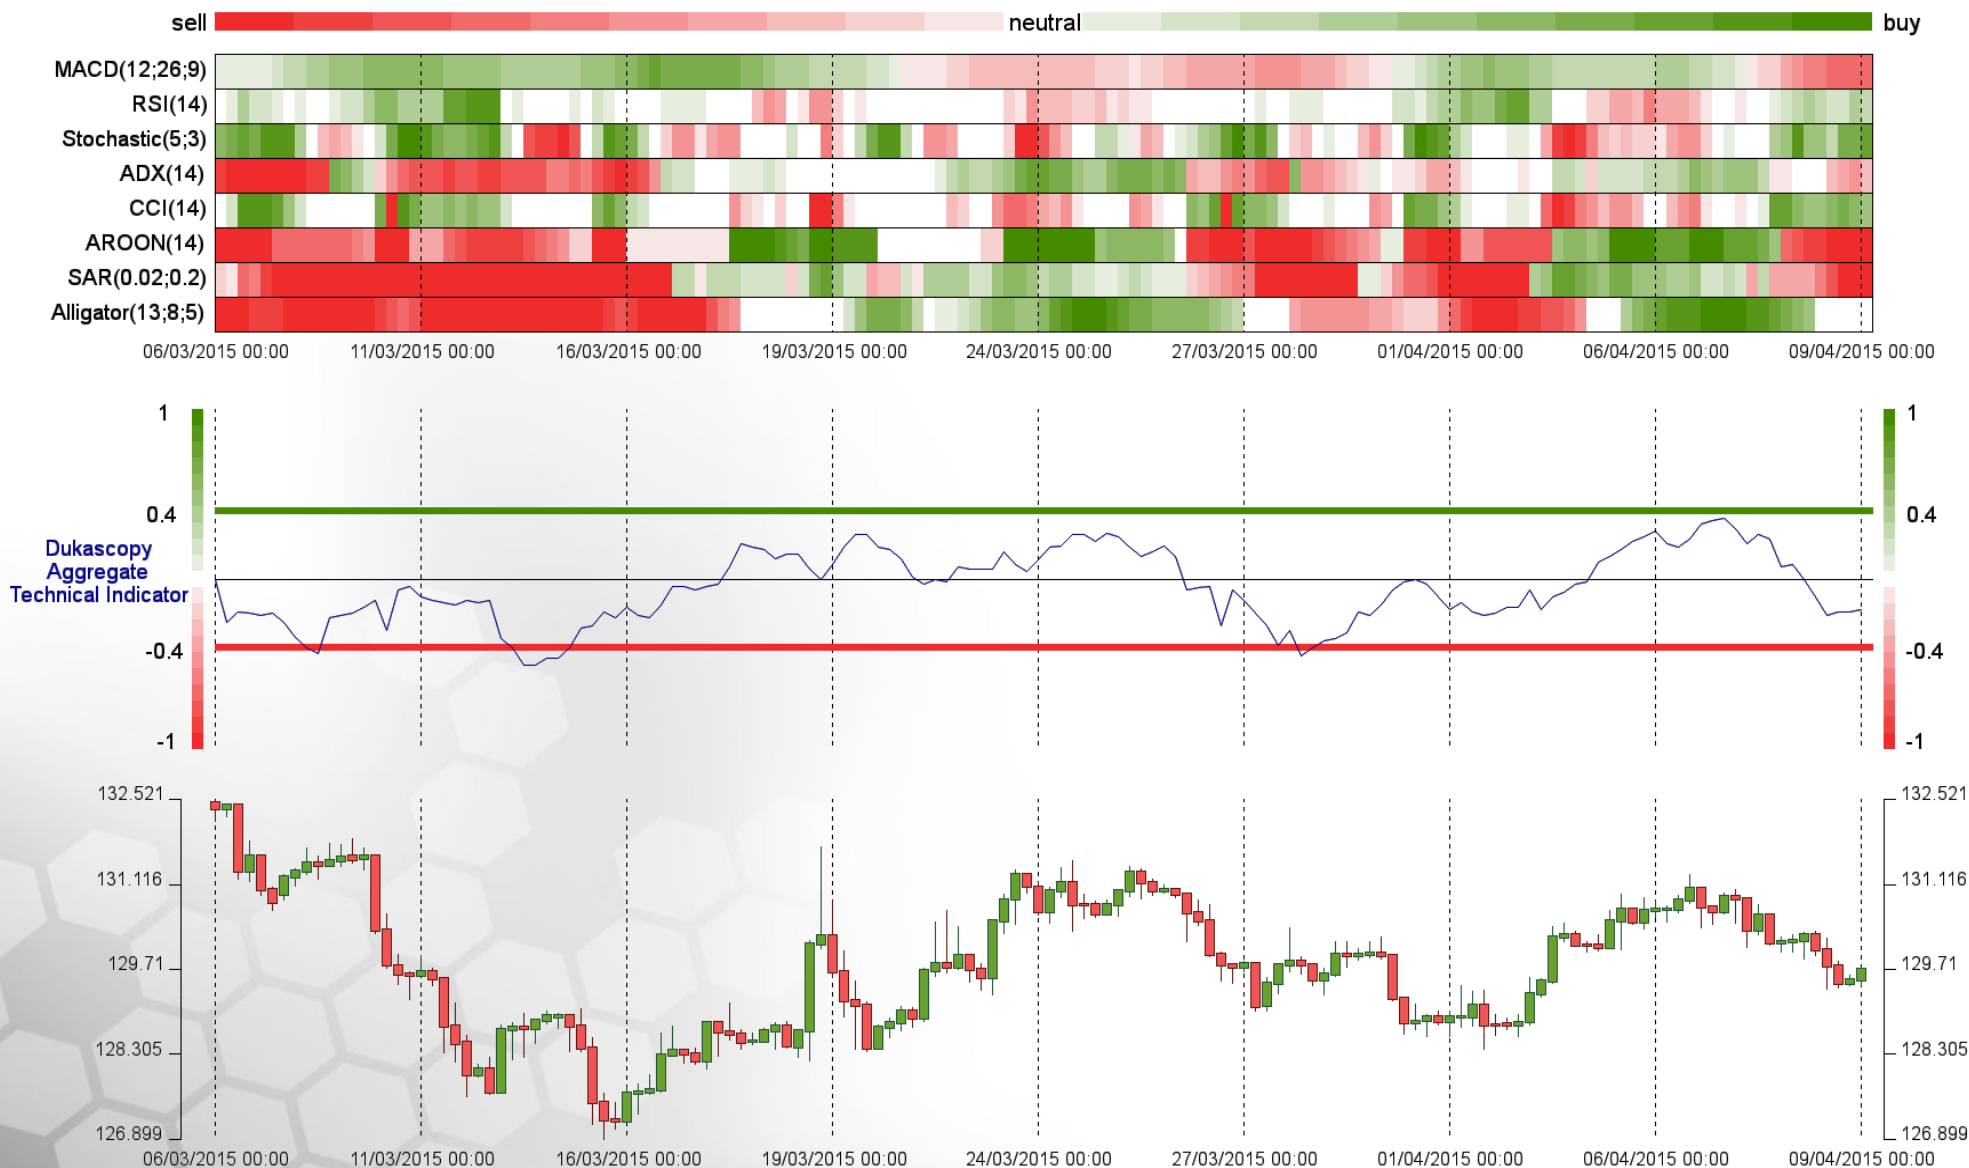 sell neutral buy
MACD(12;26;9)
RSI(14)
Stochastic(5;3)
ADX(14)
CCI(14)
AROON(14)
SAR(0.02;0.2)
Alligator(13;8;5)
06/03/2015 00:00 11/03/2015 00:00 16/03/2015 00:00 19/03/2015 00:00 24/03/2015 00:00 27/03/2015 00:00 01/04/2015 00:00 06/04/2015 00:00 09/04/2015 00:00
1 1
0.4 0.4
Dukascopy
Aggregate
Technical Indicator
-0.4 -0.4
-1 -1
132.521 132.521
131.116 131.116
129.71 129.71
128.305 128.305
126.899 126.899
06/03/2015 00:00 11/03/2015 00:00 16/03/2015 00:00 19/03/2015 00:00 24/03/2015 00:00 27/03/2015 00:00 01/04/2015 00:00 06/04/2015 00:00 09/04/2015 00:00